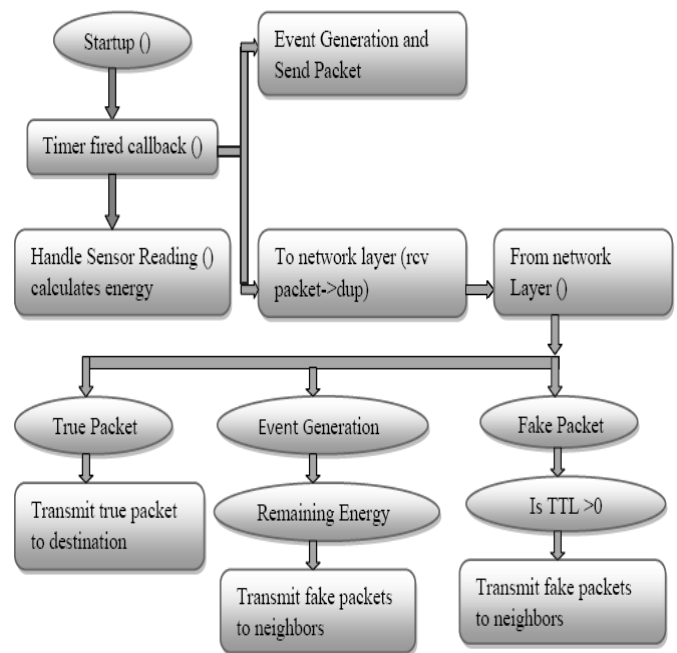 Startup ()
Event Generation and
Send Packet
Timer fired callback ()
Handle Sensor Reading ()
calculates energy
To network layer (rcv
packet->dup)
From network
Layer ()
True Packet
Event Generation
Fake Packet
Transmit true packet
to destination
Remaining Energy
Is TTL >0
Transmit fake packets
to neighbors
Transmit fake packets
to neighbors